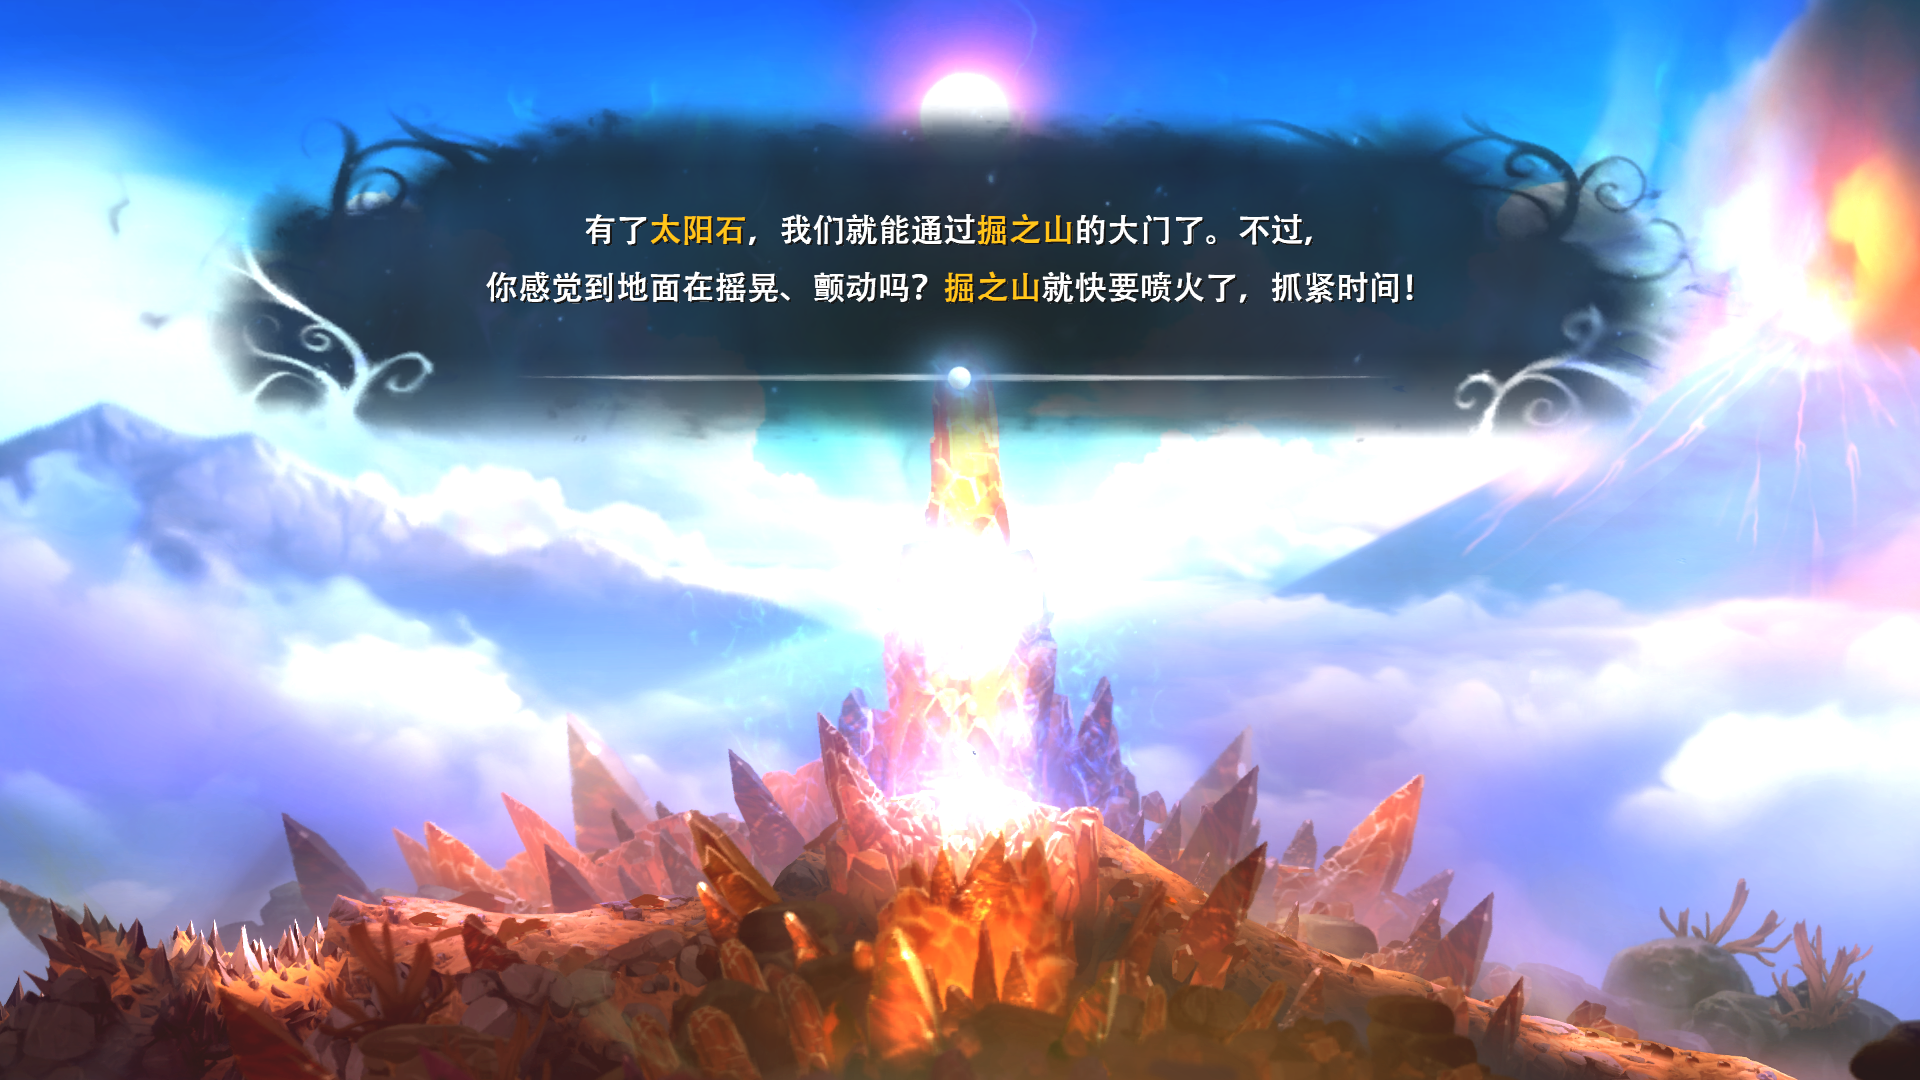 有了太阳石，我们就能通过掘之山的大门了。不过，
你感觉到地面在摇晃、颤动吗？掘之山就快要喷火了，抓紧时间！